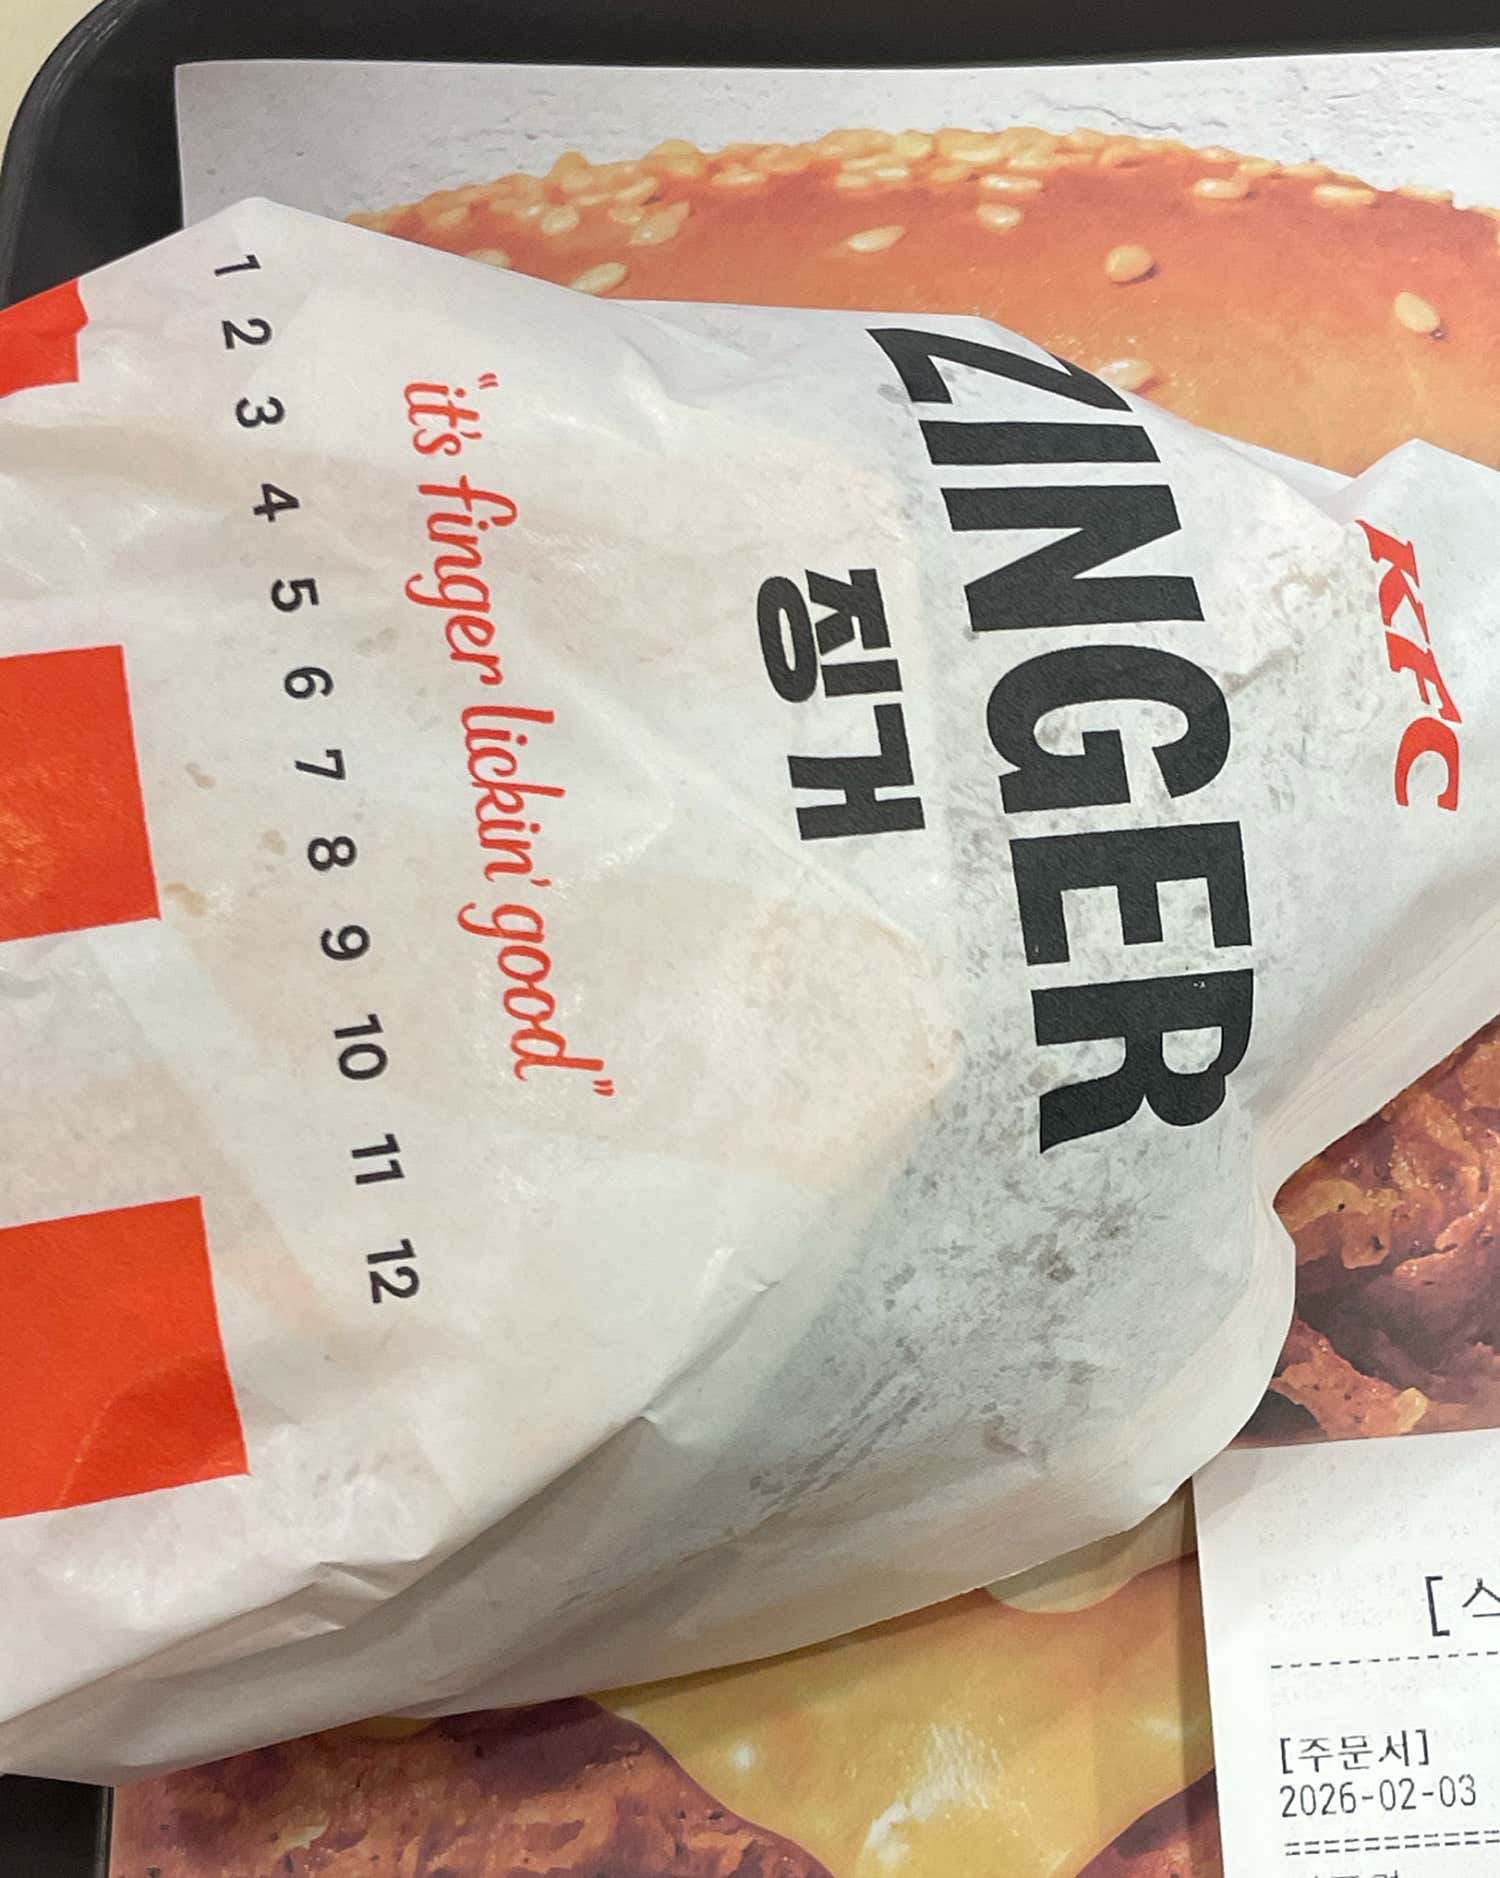 KFC
ZINGER
징거
"it's finger lickin' good"
1 2 3 4 5 6 7 8 9 10 11 12
[주문서]
2026-02-03